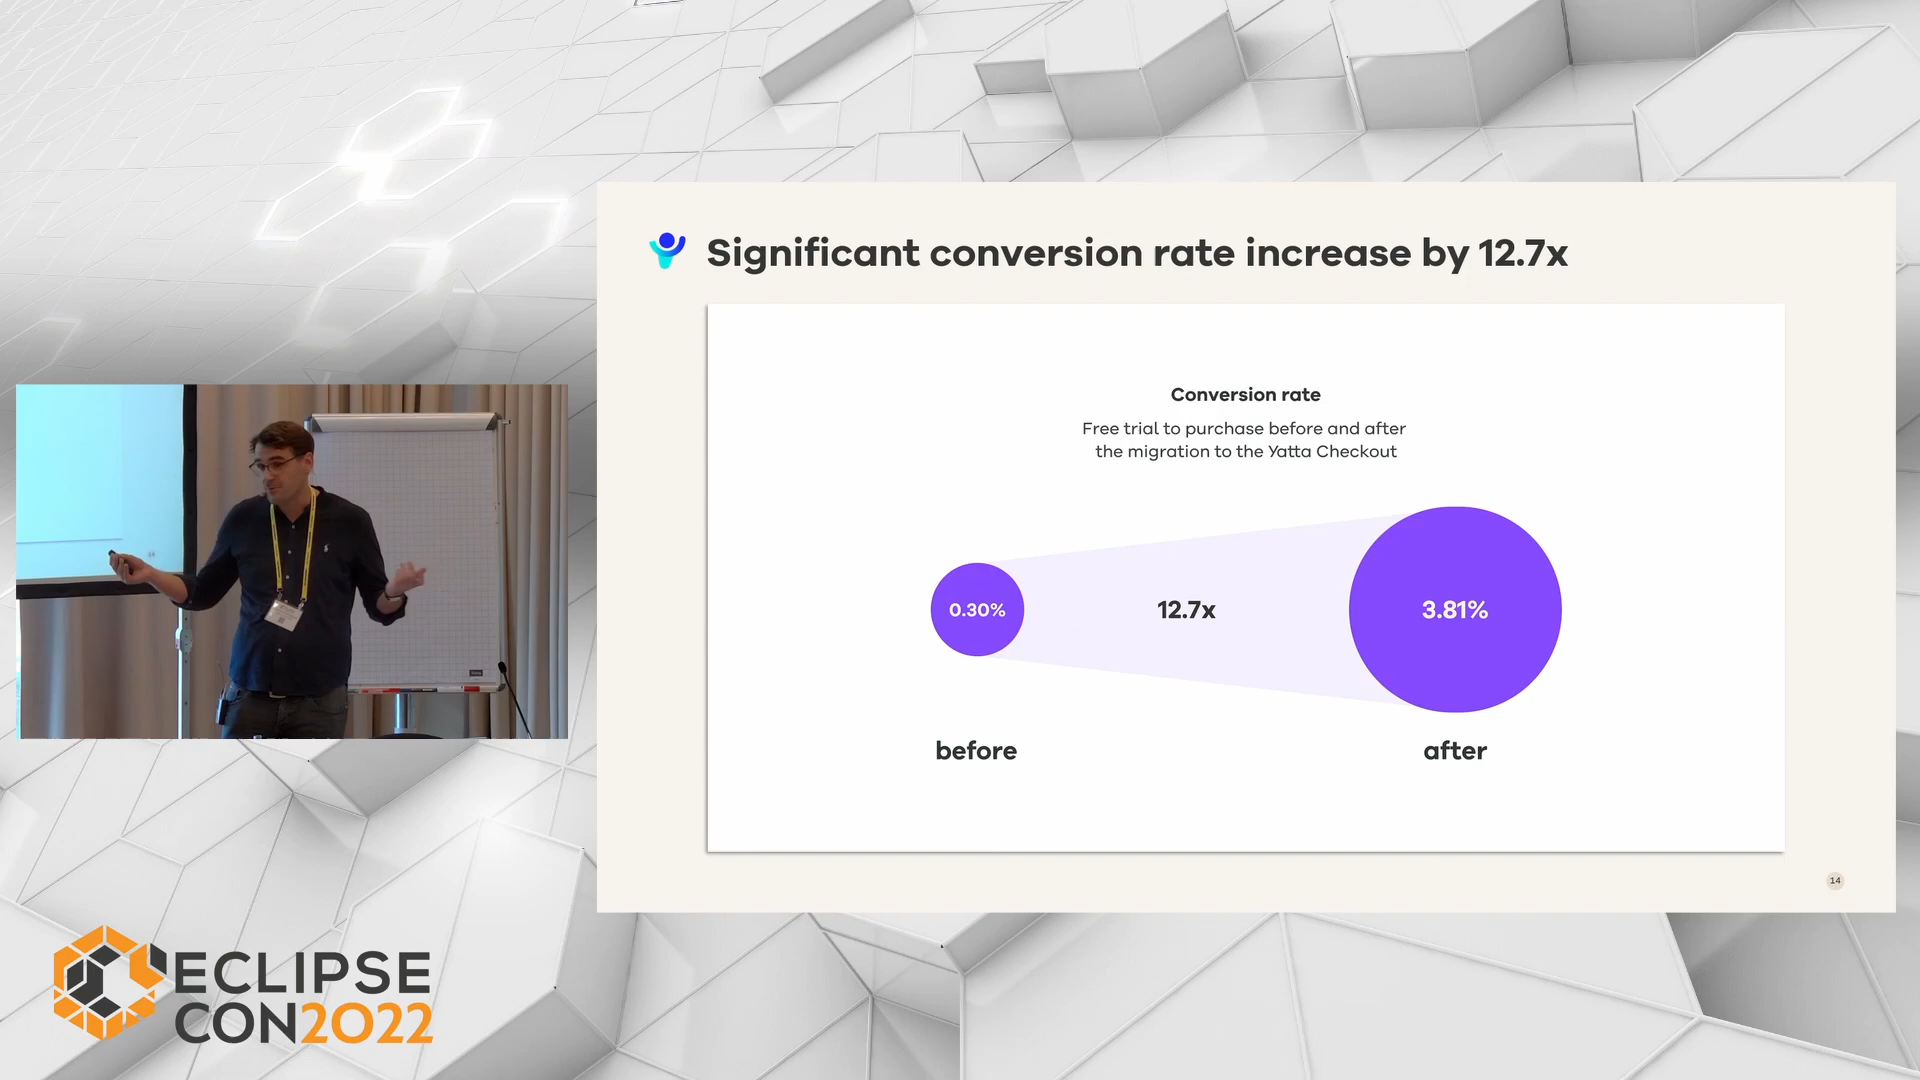 Significant conversion rate increase by 12.7x
Conversion rate
Free trial to purchase before and after
the migration to the Yatta Checkout
0.30%
12.7x
3.81%
before
after
14
ECLIPSE
CON2022